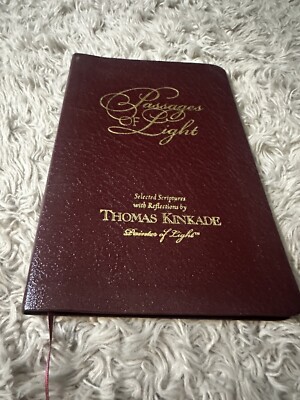 Passages
OF
Light
Selected Scriptures
with Reflections by
THOMAS KINKADE
Painter of Light™